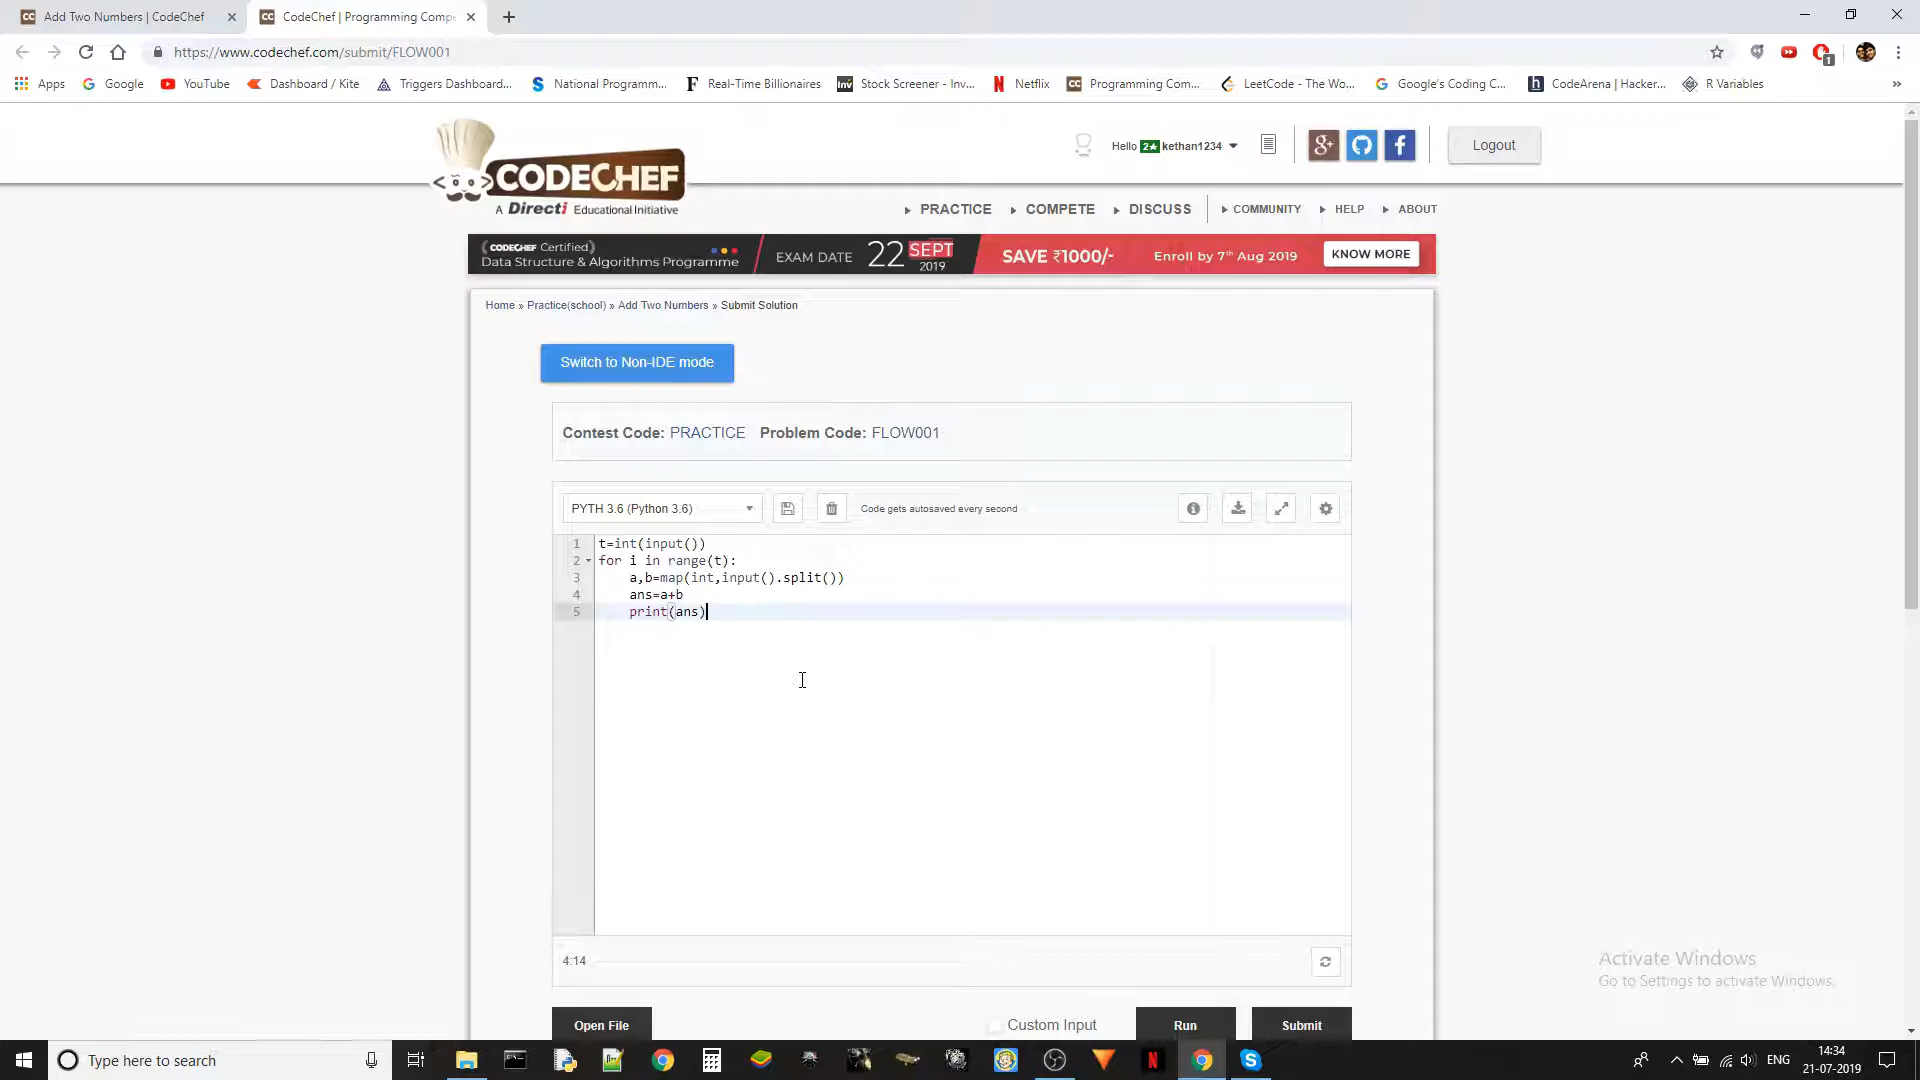 Add Two Numbers | CodeChef
CodeChef | Programming Compe
https://www.codechef.com/submit/FLOW001
Apps Google YouTube Dashboard / Kite Triggers Dashboard... National Programm... Real-Time Billionaires Stock Screener - Inv... Netflix Programming Com... LeetCode - The Wo... Google's Coding C... CodeArena | Hacker... R Variables »
CODECHEF
A Directi Educational Initiative
Hello 2★ kethan1234
Logout
PRACTICE COMPETE DISCUSS COMMUNITY HELP ABOUT
CODECHEF Certified
Data Structure & Algorithms Programme
EXAM DATE 22 SEPT 2019
SAVE ₹1000/-
Enroll by 7th Aug 2019
KNOW MORE
Home » Practice(school) » Add Two Numbers » Submit Solution
Switch to Non-IDE mode
Contest Code: PRACTICE Problem Code: FLOW001
PYTH 3.6 (Python 3.6)
Code gets autosaved every second
1 t=int(input())
2 for i in range(t):
3 a,b=map(int,input().split())
4 ans=a+b
5 print(ans)
4:14
Activate Windows
Go to Settings to activate Windows.
Open File
Custom Input
Run
Submit
Type here to search
ENG
14:34
21-07-2019